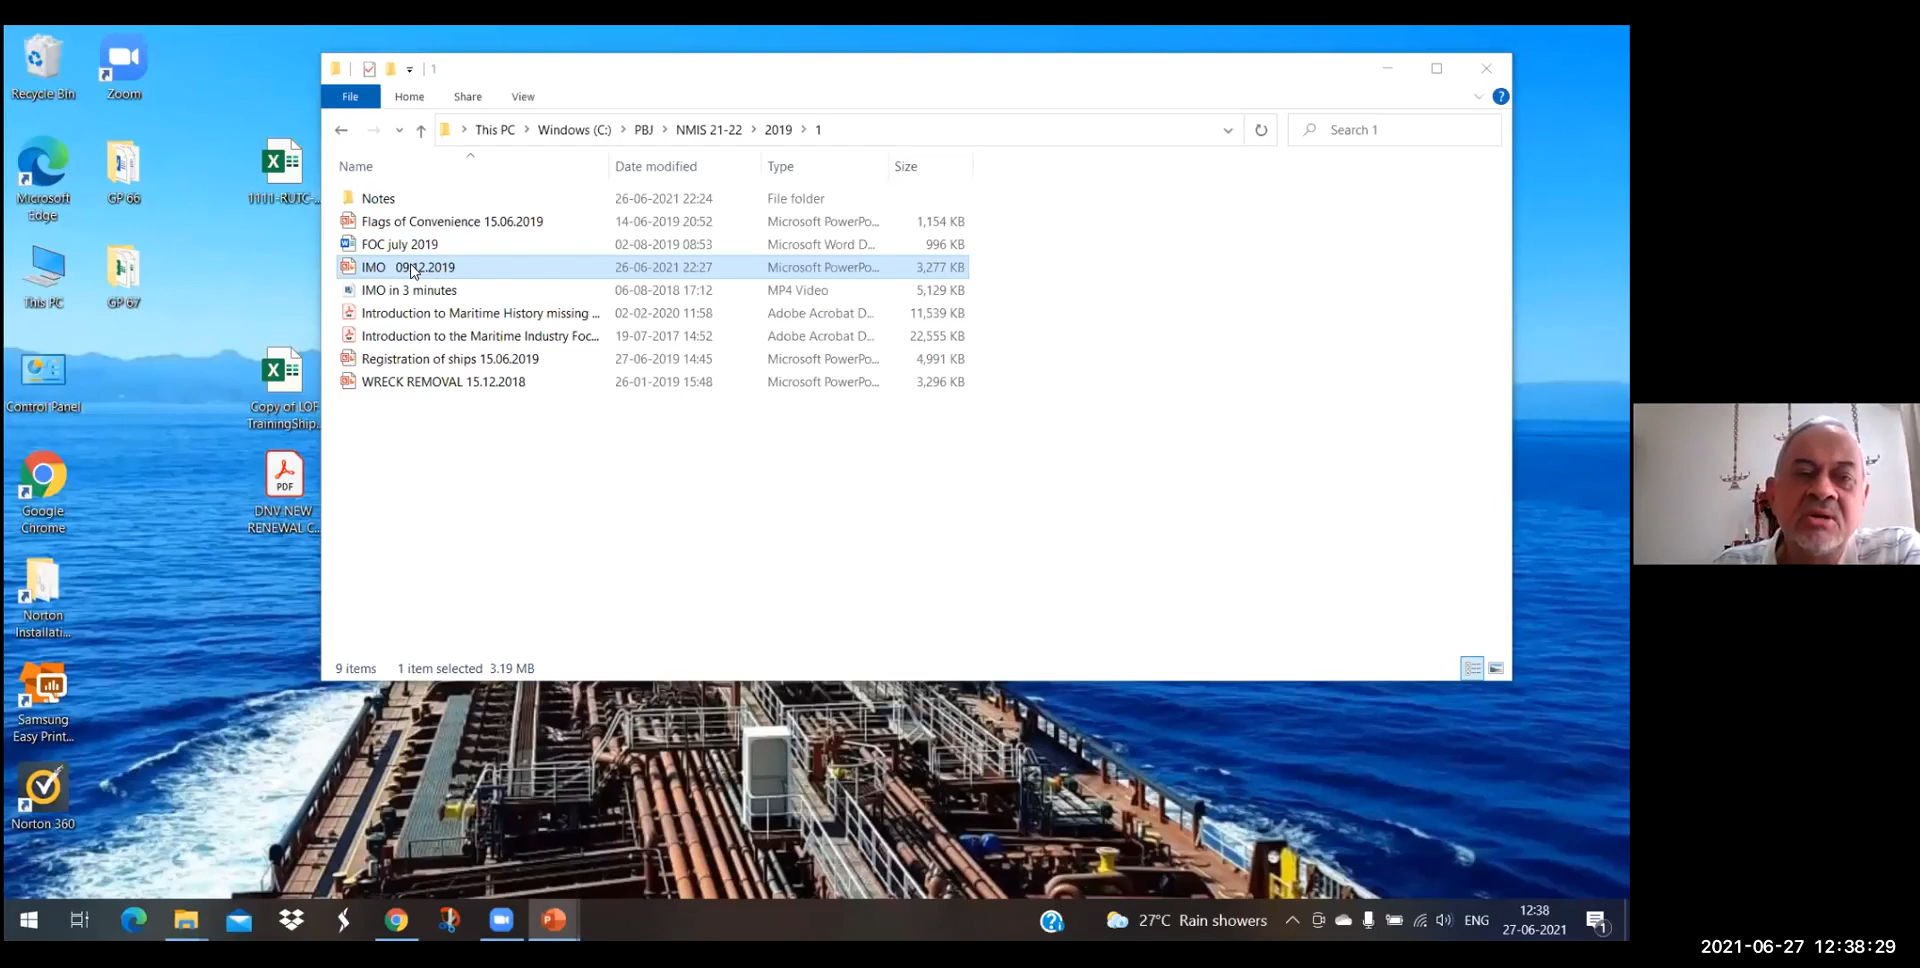 Recycle Bin
Zoom
Microsoft Edge
GP 66
1111-RUTC-...
This PC
GP 67
Control Panel
Copy of LOF TrainingShip...
Google Chrome
PDF
DNV NEW RENEWAL C...
Norton Installati...
Samsung Easy Print...
Norton 360
1
File Home Share View
This PC > Windows (C:) > PBJ > NMIS 21-22 > 2019 > 1
Search 1
Name Date modified Type Size
Notes 26-06-2021 22:24 File folder
Flags of Convenience 15.06.2019 14-06-2019 20:52 Microsoft PowerPo... 1,154 KB
FOC july 2019 02-08-2019 08:53 Microsoft Word D... 996 KB
IMO 09.12.2019 26-06-2021 22:27 Microsoft PowerPo... 3,277 KB
IMO in 3 minutes 06-08-2018 17:12 MP4 Video 5,129 KB
Introduction to Maritime History missing ... 02-02-2020 11:58 Adobe Acrobat D... 11,539 KB
Introduction to the Maritime Industry Foc... 19-07-2017 14:52 Adobe Acrobat D... 22,555 KB
Registration of ships 15.06.2019 27-06-2019 14:45 Microsoft PowerPo... 4,991 KB
WRECK REMOVAL 15.12.2018 26-01-2019 15:48 Microsoft PowerPo... 3,296 KB
9 items 1 item selected 3.19 MB
27°C Rain showers
ENG
12:38
27-06-2021
1
2021-06-27 12:38:29